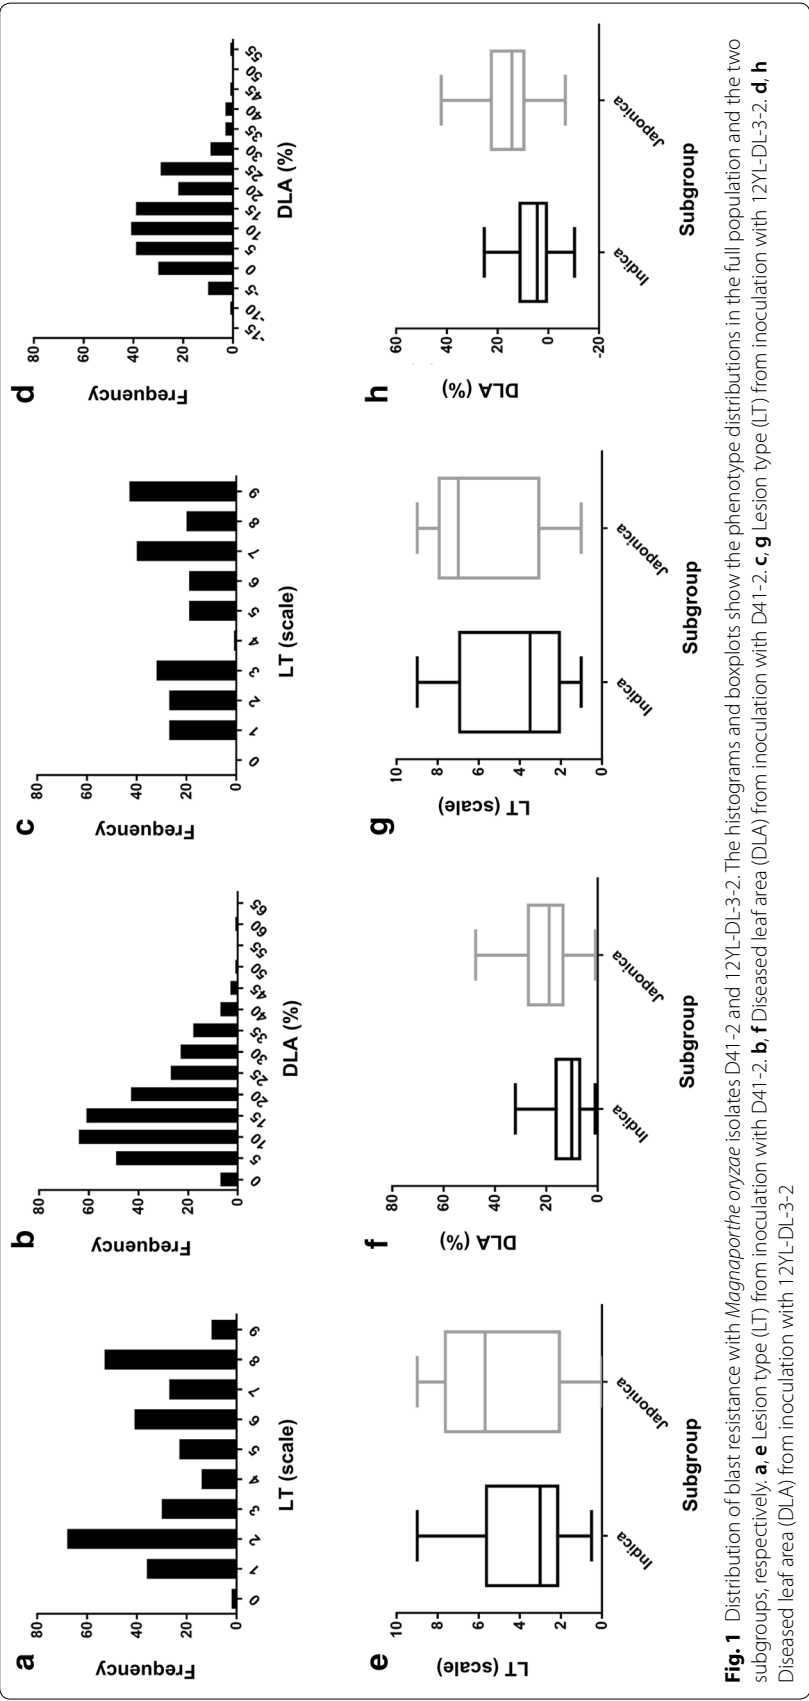 a
Frequency
80
60
40
20
0
0 1 2 3 4 5 6 7 8 9
LT (scale)
b
Frequency
80
60
40
20
0
0 5 10 15 20 25 30 35 40 45 50 55 60 65
DLA (%)
c
Frequency
80
60
40
20
0
0 1 2 3 4 5 6 7 8 9
LT (scale)
d
Frequency
80
60
40
20
0
-15 -10 -5 0 5 10 15 20 25 30 35 40 45 50 55
DLA (%)
e
LT (scale)
10
8
6
4
2
0
Indica Japonica
Subgroup
f
DLA (%)
80
60
40
20
0
Indica Japonica
Subgroup
g
LT (scale)
10
8
6
4
2
0
Indica Japonica
Subgroup
h
DLA (%)
60
40
20
0
-20
Indica Japonica
Subgroup
Fig. 1 Distribution of blast resistance with Magnaporthe oryzae isolates D41-2 and 12YL-DL-3-2. The histograms and boxplots show the phenotype distributions in the full population and the two
subgroups, respectively. a, e Lesion type (LT) from inoculation with D41-2. b, f Diseased leaf area (DLA) from inoculation with D41-2. c, g Lesion type (LT) from inoculation with 12YL-DL-3-2. d, h
Diseased leaf area (DLA) from inoculation with 12YL-DL-3-2